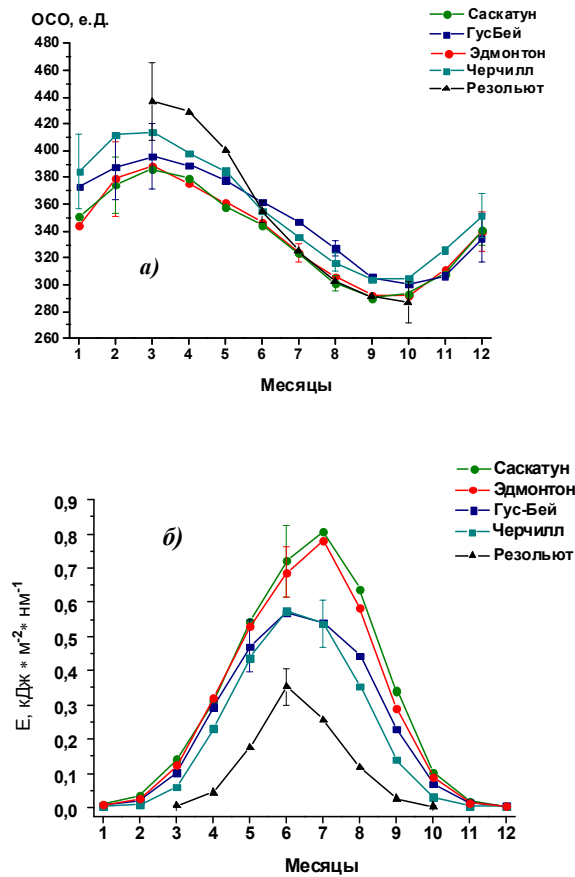 ОСО, е.Д.
Саскатун
ГусБей
Эдмонтон
Черчилл
Резольют
480
460
440
420
400
380
360
340
320
300
280
260
а)
1 2 3 4 5 6 7 8 9 10 11 12
Месяцы
Саскатун
Эдмонтон
Гус-Бей
Черчилл
Резольют
E, кДж * м-2* нм-1
0,9
0,8
0,7
0,6
0,5
0,4
0,3
0,2
0,1
0,0
б)
1 2 3 4 5 6 7 8 9 10 11 12
Месяцы